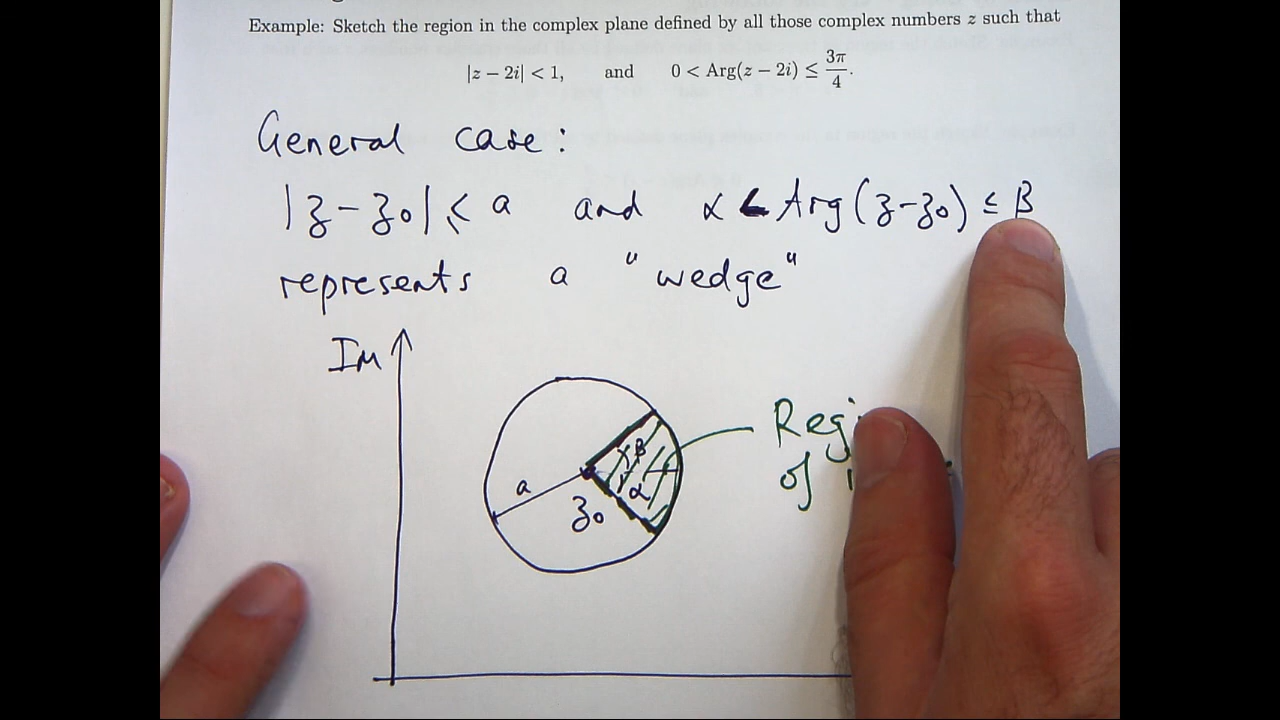 Example: Sketch the region in the complex plane defined by all those complex numbers z such that
|z − 2i| < 1, and 0 < Arg(z − 2i) ≤ 3π/4.
General case:
|z − z₀| ≤ a and α < Arg(z − z₀) ≤ β
represents a "wedge"
Im
a
z₀
β
α
of